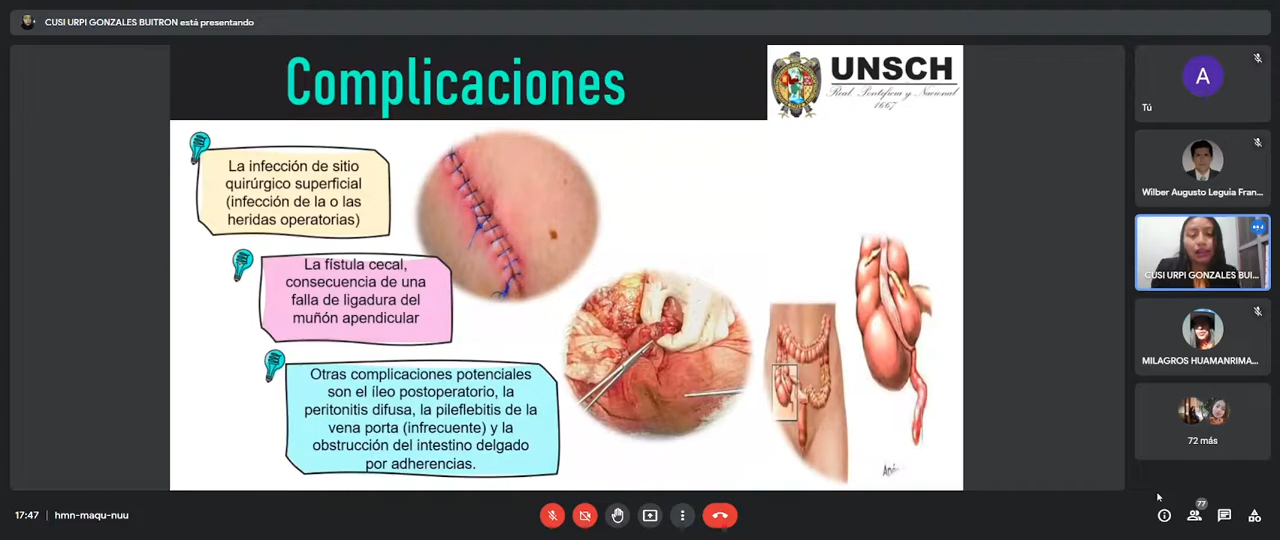 CUSI URPI GONZALES BUITRON está presentando
Complicaciones
UNSCH
Real, Pontificia y Nacional
1667
La infección de sitio
quirúrgico superficial
(infección de la o las
heridas operatorias)
La fístula cecal,
consecuencia de una
falla de ligadura del
muñón apendicular
Otras complicaciones potenciales
son el íleo postoperatorio, la
peritonitis difusa, la pileflebitis de la
vena porta (infrecuente) y la
obstrucción del intestino delgado
por adherencias.
A
Tú
Wilber Augusto Leguia Fran...
CUSI URPI GONZALES BUI...
MILAGROS HUAMANRIMA...
72 más
17:47
hmn-maqu-nuu
77